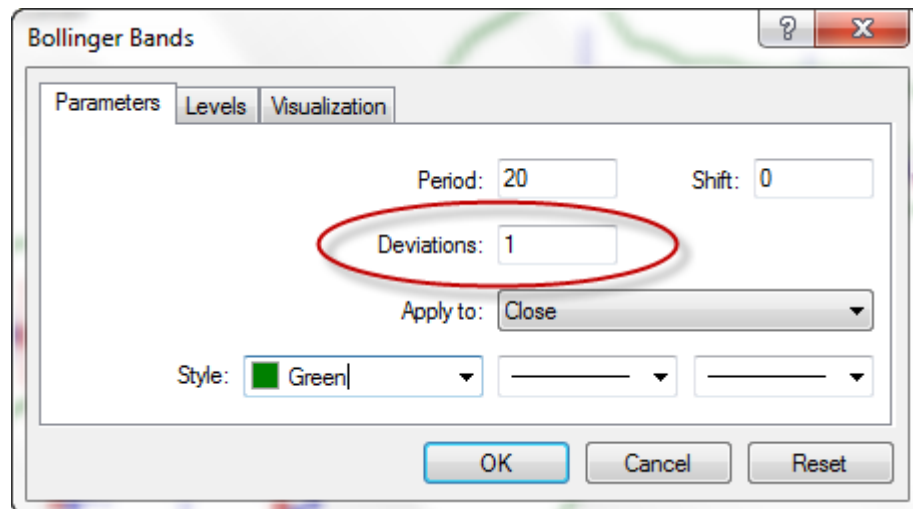 Bollinger Bands
Parameters Levels Visualization
Period: 20 Shift: 0
Deviations: 1
Apply to: Close
Style: Green
OK Cancel Reset